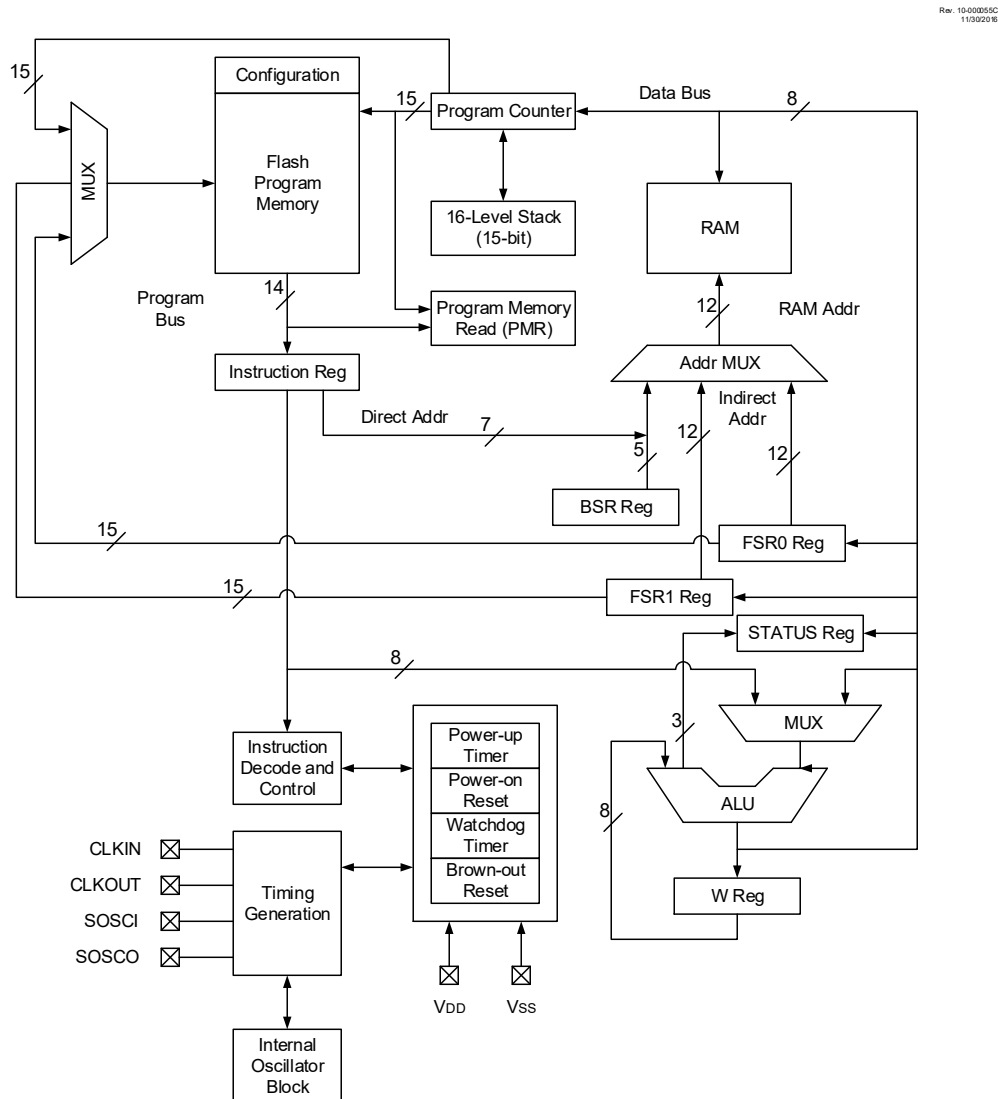 Rev. 10-000055C
11/30/2016
15
Configuration
15
Program Counter
Data Bus
8
MUX
Flash
Program
Memory
16-Level Stack
(15-bit)
RAM
14
Program
Bus
Program Memory
Read (PMR)
12
RAM Addr
Instruction Reg
Addr MUX
Direct Addr
7
Indirect
Addr
5
12
12
BSR Reg
15
FSR0 Reg
15
FSR1 Reg
STATUS Reg
8
3
MUX
Instruction
Decode and
Control
Power-up
Timer
Power-on
Reset
Watchdog
Timer
Brown-out
Reset
8
ALU
CLKIN
CLKOUT
SOSCI
SOSCO
Timing
Generation
W Reg
VDD
VSS
Internal
Oscillator
Block